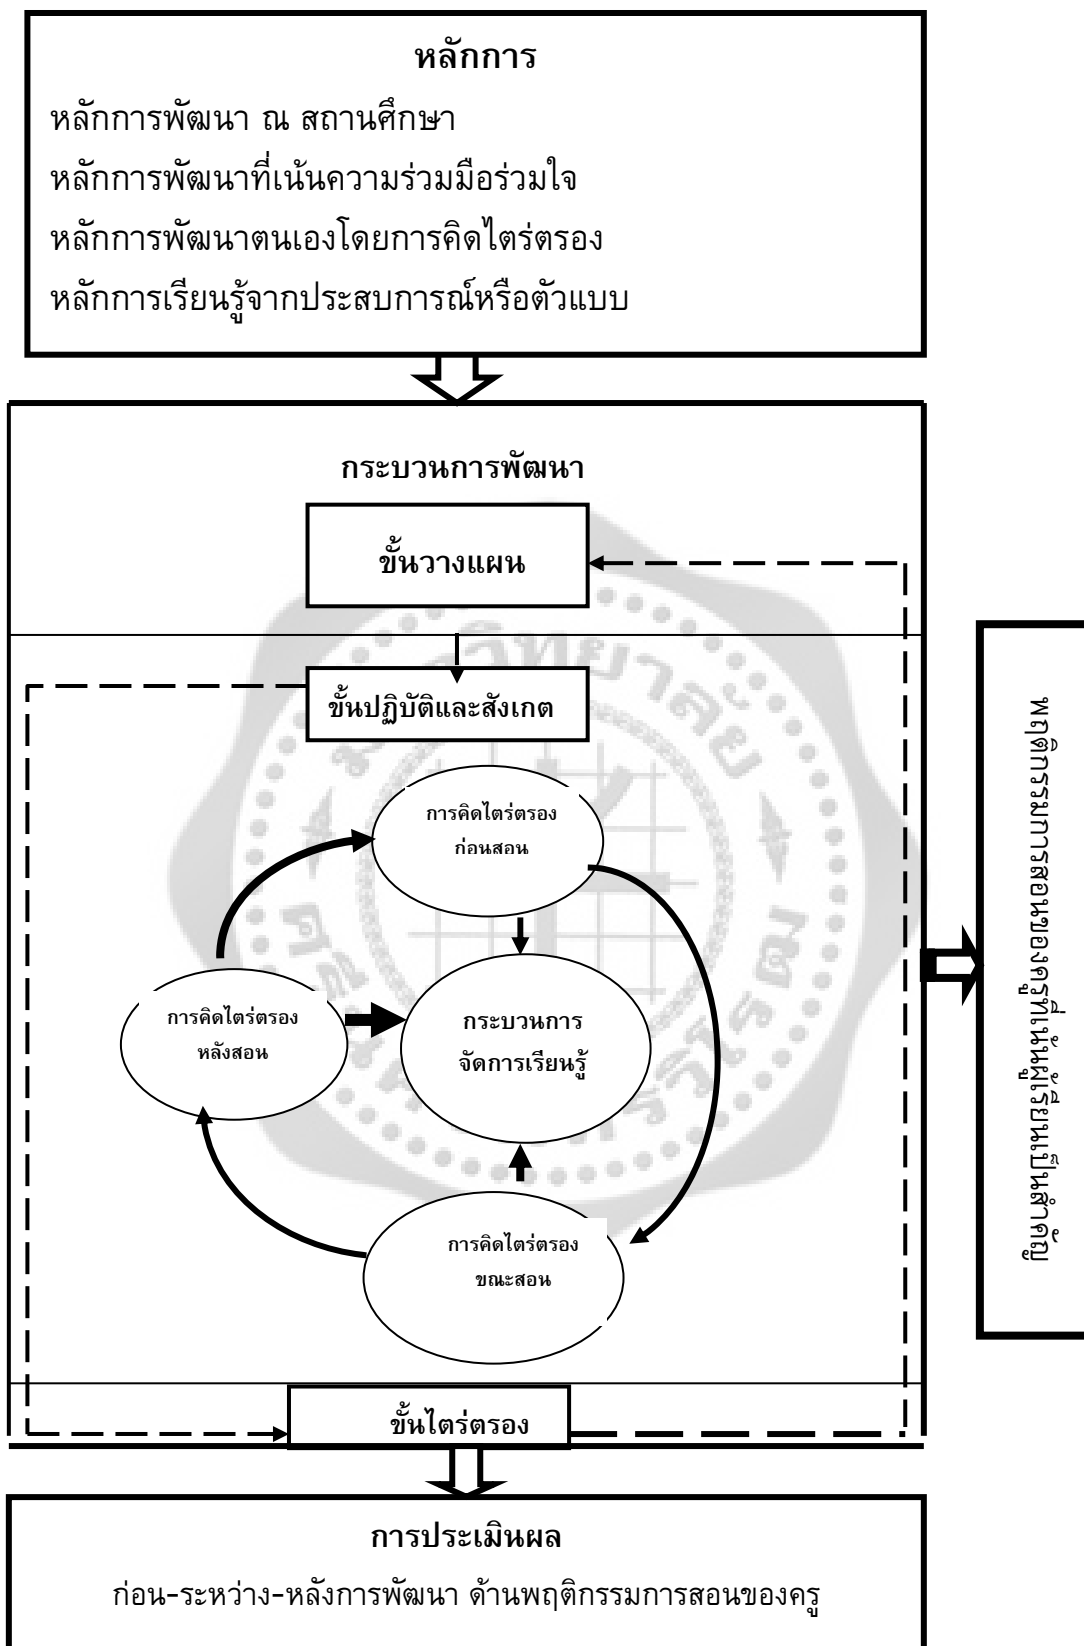 หลักการ
หลักการพัฒนา ณ สถานศึกษา
หลักการพัฒนาที่เน้นความร่วมมือร่วมใจ
หลักการพัฒนาตนเองโดยการคิดไตร่ตรอง
หลักการเรียนรู้จากประสบการณ์หรือตัวแบบ
กระบวนการพัฒนา
ขั้นวางแผน
ขั้นปฏิบัติและสังเกต
การคิดไตร่ตรอง
ก่อนสอน
การคิดไตร่ตรอง
หลังสอน
กระบวนการ
จัดการเรียนรู้
การคิดไตร่ตรอง
ขณะสอน
ขั้นไตร่ตรอง
พฤติกรรมการสอนของครูที่เน้นผู้เรียนเป็นสำคัญ
การประเมินผล
ก่อน-ระหว่าง-หลังการพัฒนา ด้านพฤติกรรมการสอนของครู